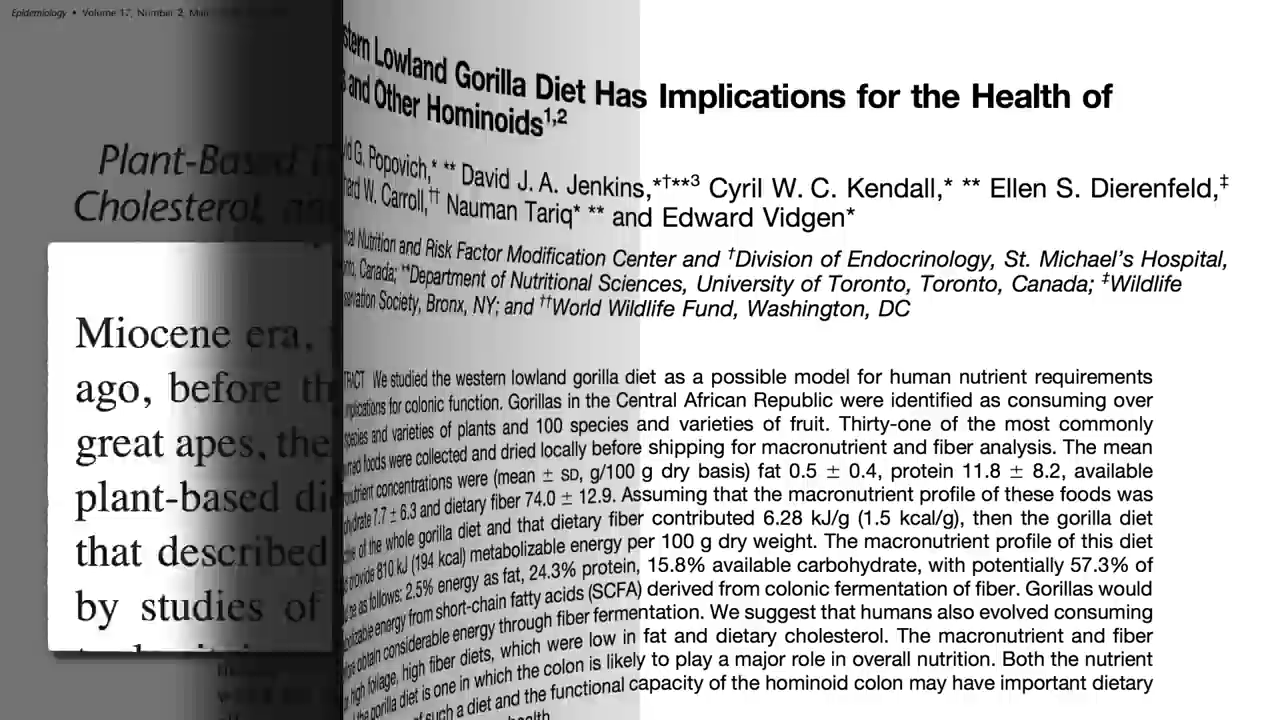 Epidemiology • Volume 17, Number 2,
Plant-Based
Cholesterol, and
Miocene era,
ago, before
great apes, the
plant-based
that described
by studies of
Lowland Gorilla Diet Has Implications for the Health of
and Other Hominoids1,2
G. Popovich,* ** David J. A. Jenkins,*†**3 Cyril W. C. Kendall,* ** Ellen S. Dierenfeld,‡
W. Carroll,†† Nauman Tariq* ** and Edward Vidgen*
Nutrition and Risk Factor Modification Center and †Division of Endocrinology, St. Michael's Hospital,
Canada; **Department of Nutritional Sciences, University of Toronto, Toronto, Canada; ‡Wildlife
Society, Bronx, NY; and ††World Wildlife Fund, Washington, DC
We studied the western lowland gorilla diet as a possible model for human nutrient requirements
implications for colonic function. Gorillas in the Central African Republic were identified as consuming over
species and varieties of plants and 100 species and varieties of fruit. Thirty-one of the most commonly
foods were collected and dried locally before shipping for macronutrient and fiber analysis. The mean
concentrations were (mean ± SD, g/100 g dry basis) fat 0.5 ± 0.4, protein 11.8 ± 8.2, available
7.7 ± 6.3 and dietary fiber 74.0 ± 12.9. Assuming that the macronutrient profile of these foods was
of the whole gorilla diet and that dietary fiber contributed 6.28 kJ/g (1.5 kcal/g), then the gorilla diet
provide 810 kJ (194 kcal) metabolizable energy per 100 g dry weight. The macronutrient profile of this diet
as follows: 2.5% energy as fat, 24.3% protein, 15.8% available carbohydrate, with potentially 57.3% of
energy from short-chain fatty acids (SCFA) derived from colonic fermentation of fiber. Gorillas would
obtain considerable energy through fiber fermentation. We suggest that humans also evolved consuming
high foliage, high fiber diets, which were low in fat and dietary cholesterol. The macronutrient and fiber
the gorilla diet is one in which the colon is likely to play a major role in overall nutrition. Both the nutrient
of such a diet and the functional capacity of the hominoid colon may have important dietary
health